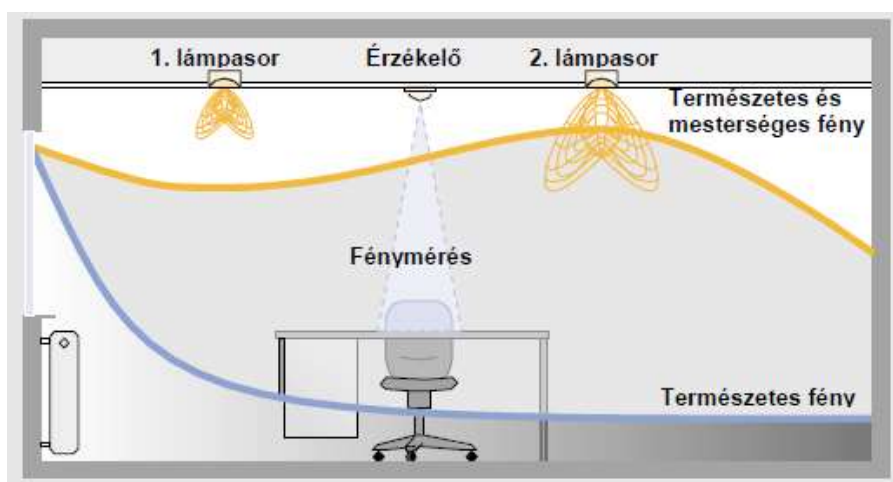 1. lámpasor
Érzékelő
2. lámpasor
Természetes és
mesterséges fény
Fénymérés
Természetes fény